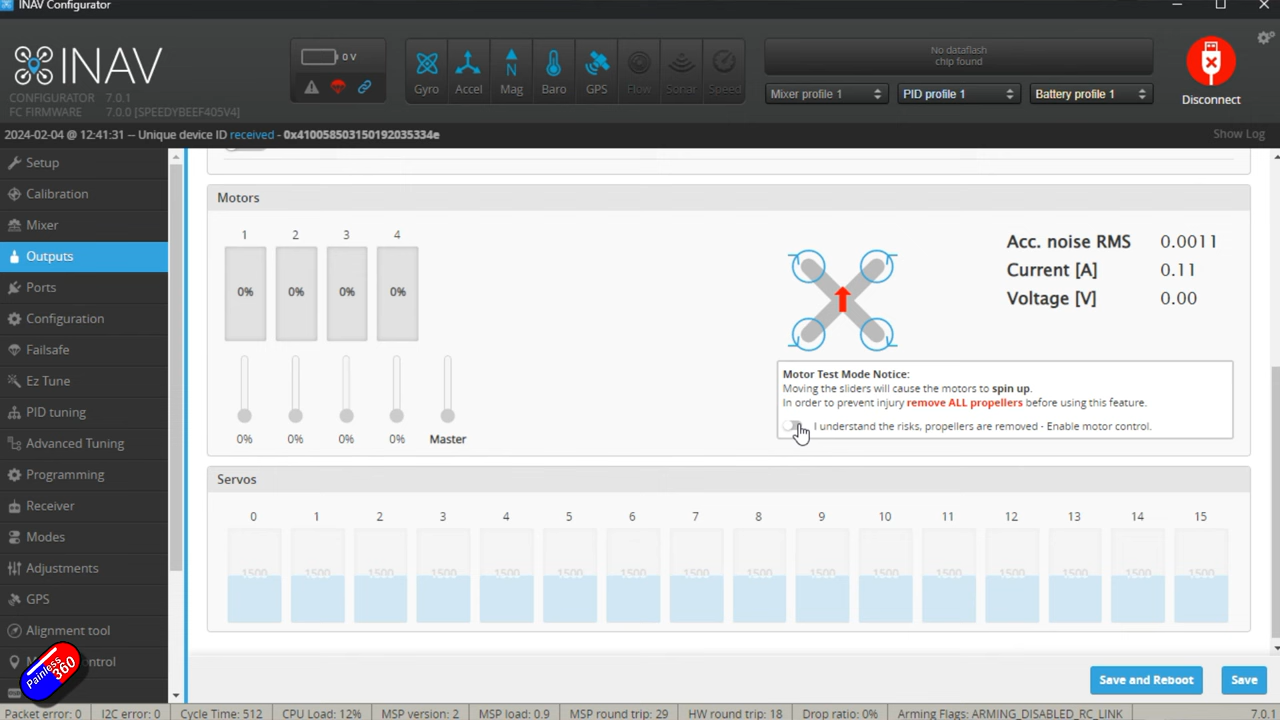 INAV Configurator
INAV
CONFIGURATOR 7.0.1
FC FIRMWARE 7.0.0 [SPEEDYBEEF405V4]
0 V
Gyro
Accel
Mag
Baro
GPS
Flow
Sonar
Speed
No dataflash
chip found
Mixer profile 1
PID profile 1
Battery profile 1
Disconnect
2024-02-04 @ 12:41:31 -- Unique device ID received - 0x410058503150192035334e
Show Log
Setup
Calibration
Mixer
Outputs
Ports
Configuration
Failsafe
Ez Tune
PID tuning
Advanced Tuning
Programming
Receiver
Modes
Adjustments
GPS
Alignment tool
Painless360
Motors
1 2 3 4
0% 0% 0% 0%
0% 0% 0% 0% Master
Acc. noise RMS 0.0011
Current [A] 0.11
Voltage [V] 0.00
Motor Test Mode Notice:
Moving the sliders will cause the motors to spin up.
In order to prevent injury remove ALL propellers before using this feature.
I understand the risks, propellers are removed - Enable motor control.
Servos
0 1 2 3 4 5 6 7 8 9 10 11 12 13 14 15
1500 1500 1500 1500 1500 1500 1500 1500 1500 1500 1500 1500 1500 1500 1500 1500
Save and Reboot
Save
Packet error: 0 I2C error: 0 Cycle Time: 512 CPU Load: 12% MSP version: 2 MSP load: 0.9 MSP round trip: 29 HW round trip: 18 Drop ratio: 0% Arming Flags: ARMING_DISABLED_RC_LINK 7.0.1